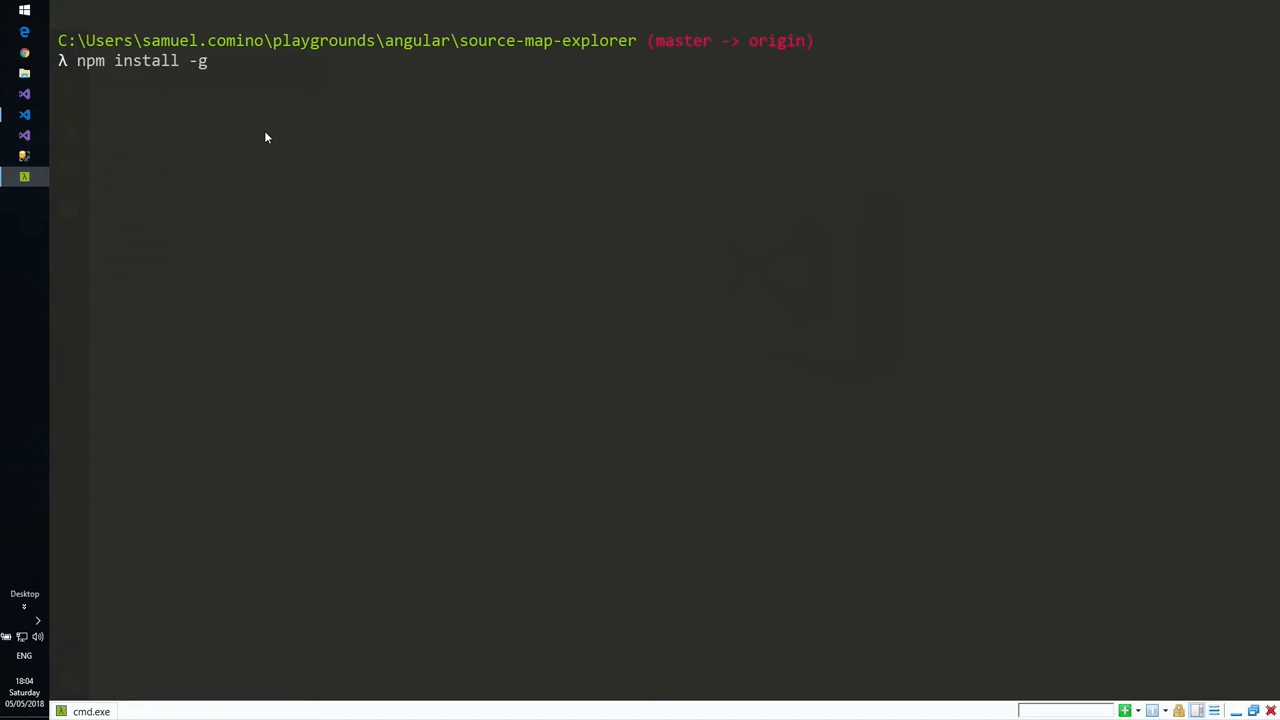 C:\Users\samuel.comino\playgrounds\angular\source-map-explorer (master -> origin)
λ npm install -g
Desktop
ENG
18:04
Saturday
05/05/2018
cmd.exe